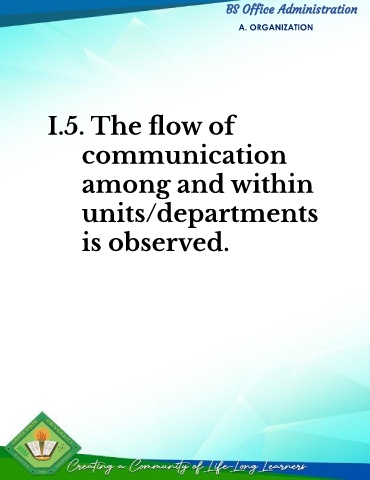 BS Office Administration
A. ORGANIZATION
I.5. The flow of
communication
among and within
units/departments
is observed.
Creating a Community of Life-Long Learners